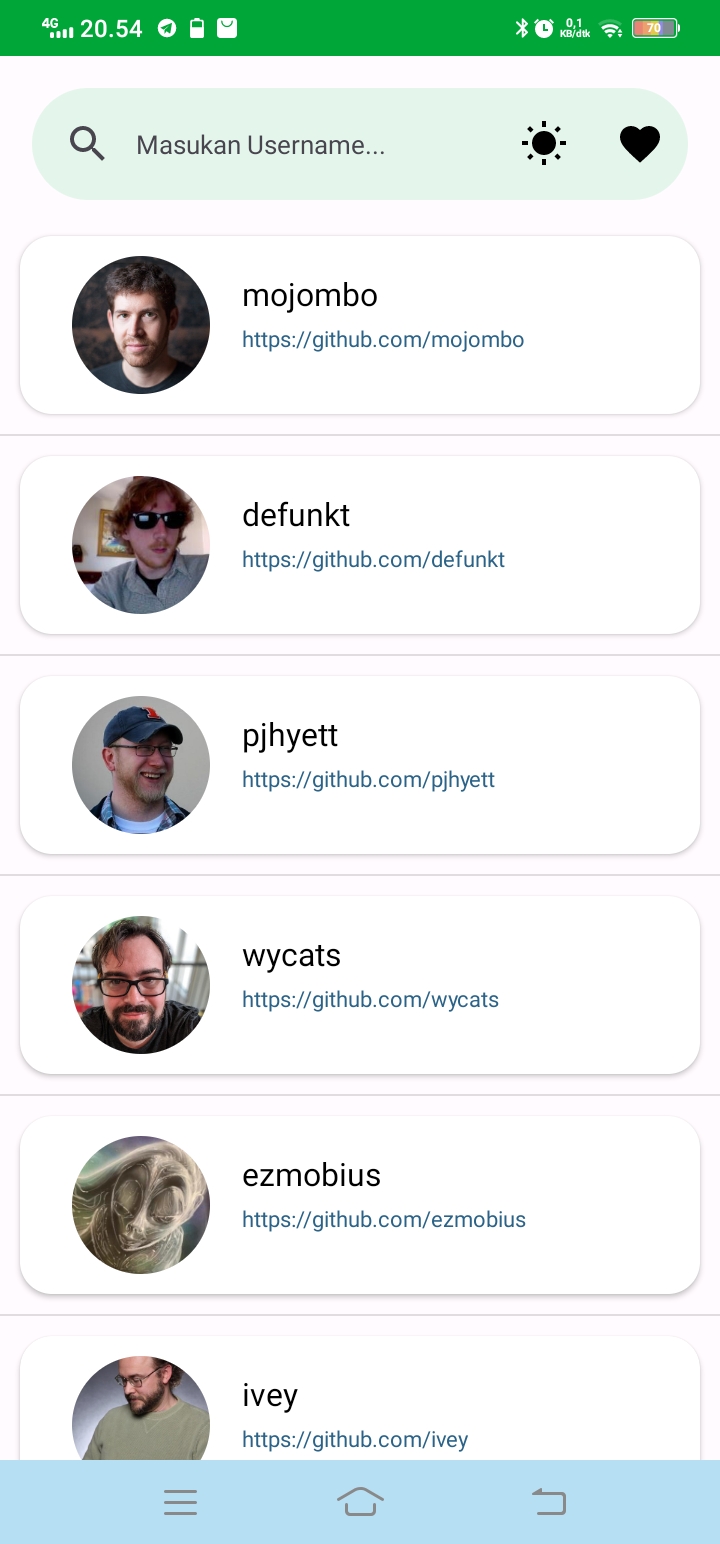 4G 20.54 0,1 KB/dtk 70
Masukan Username...
mojombo
https://github.com/mojombo
defunkt
https://github.com/defunkt
pjhyett
https://github.com/pjhyett
wycats
https://github.com/wycats
ezmobius
https://github.com/ezmobius
ivey
https://github.com/ivey